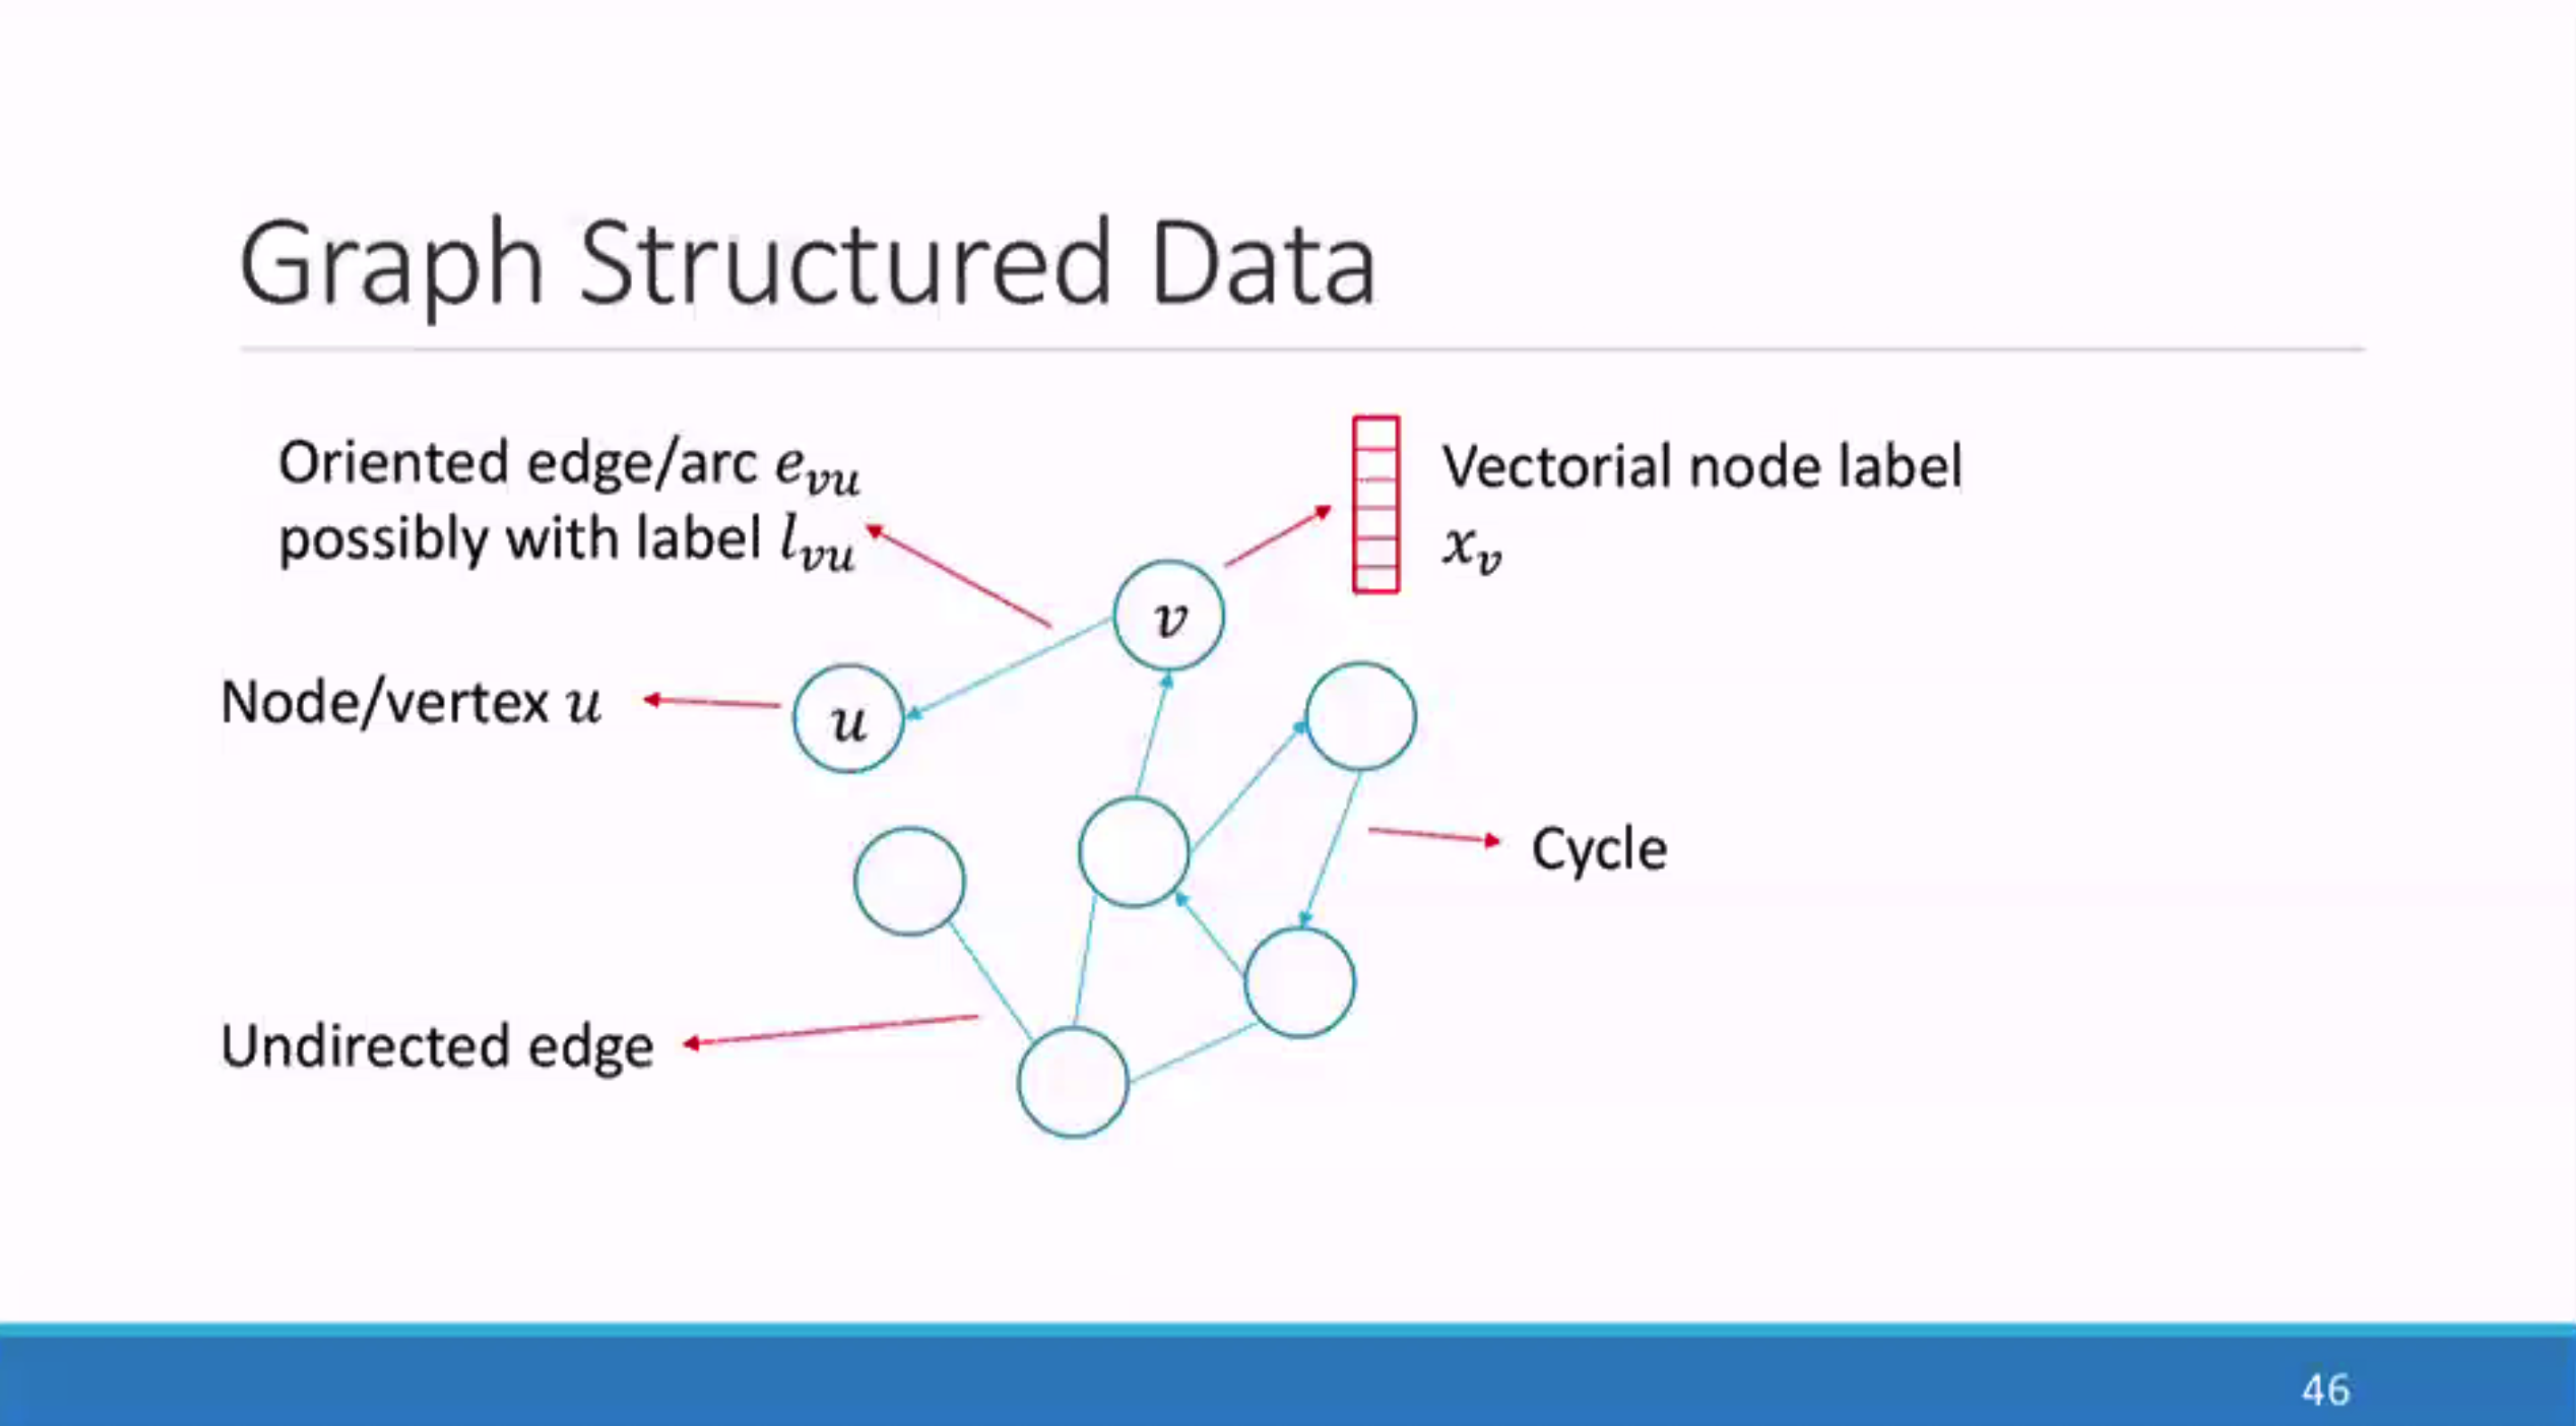 Graph Structured Data
Oriented edge/arc e_{vu}
possibly with label l_{vu}
Vectorial node label
x_v
v
Node/vertex u
u
Cycle
Undirected edge
46